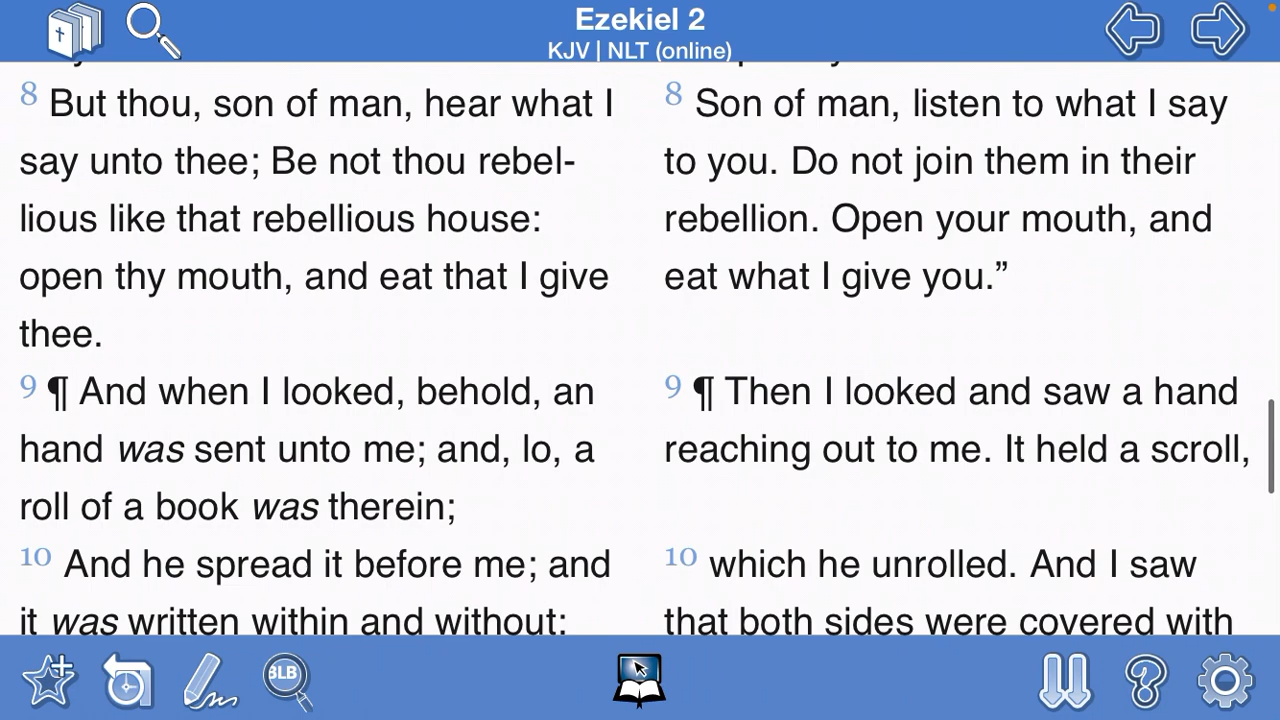 Ezekiel 2
KJV | NLT (online)
8 But thou, son of man, hear what I
say unto thee; Be not thou rebel-
lious like that rebellious house:
open thy mouth, and eat that I give
thee.
9 ¶ And when I looked, behold, an
hand was sent unto me; and, lo, a
roll of a book was therein;
10 And he spread it before me; and
it was written within and without:
8 Son of man, listen to what I say
to you. Do not join them in their
rebellion. Open your mouth, and
eat what I give you.”
9 ¶ Then I looked and saw a hand
reaching out to me. It held a scroll,
10 which he unrolled. And I saw
that both sides were covered with
BLB